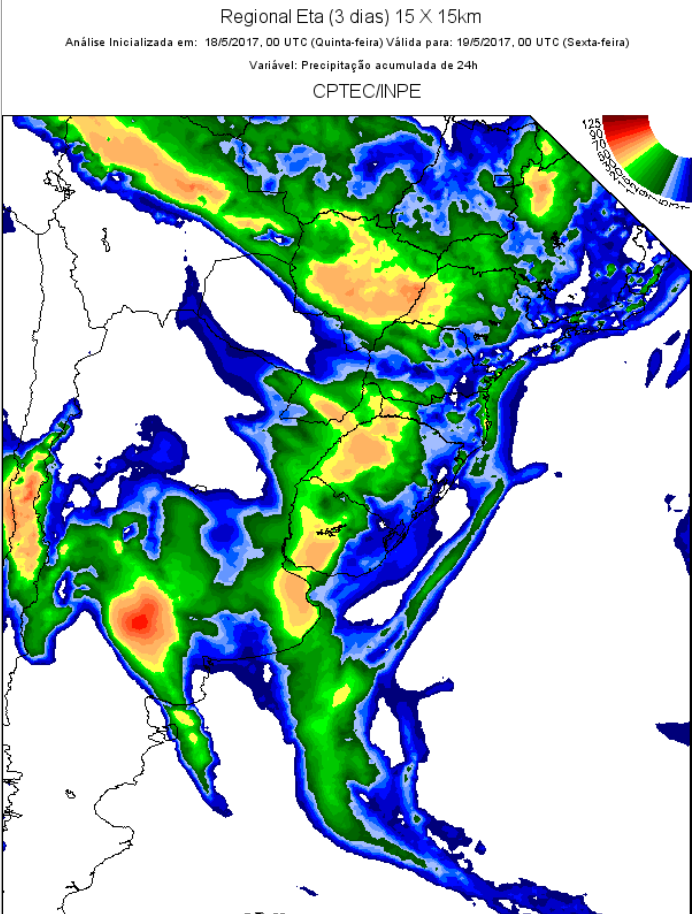 Regional Eta (3 dias) 15 X 15km
Análise Inicializada em: 18/5/2017, 00 UTC (Quinta-feira) Válida para: 19/5/2017, 00 UTC (Sexta-feira)
Variável: Precipitação acumulada de 24h
CPTEC/INPE
125
90